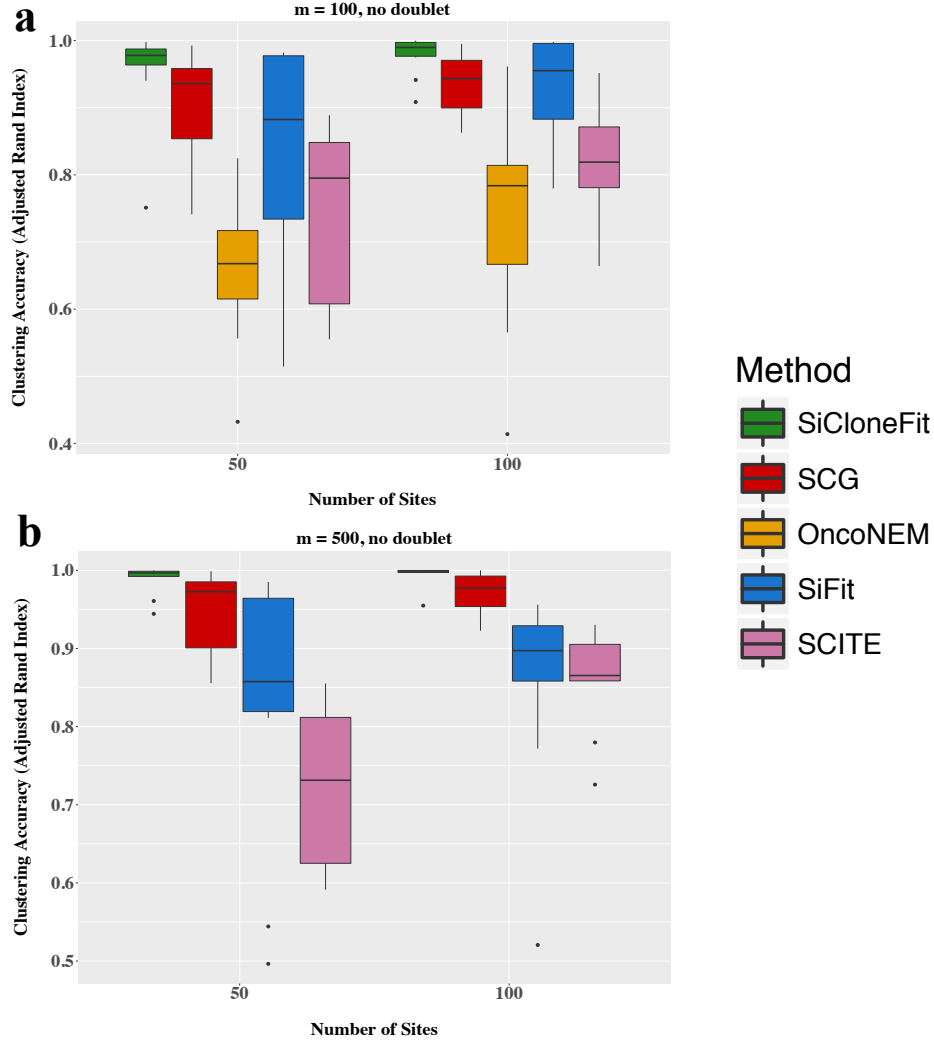 a
m = 100, no doublet
Clustering Accuracy (Adjusted Rand Index)
1.0
0.8
0.6
0.4
50
100
Number of Sites
b
m = 500, no doublet
Clustering Accuracy (Adjusted Rand Index)
1.0
0.9
0.8
0.7
0.6
0.5
50
100
Number of Sites
Method
SiCloneFit
SCG
OncoNEM
SiFit
SCITE